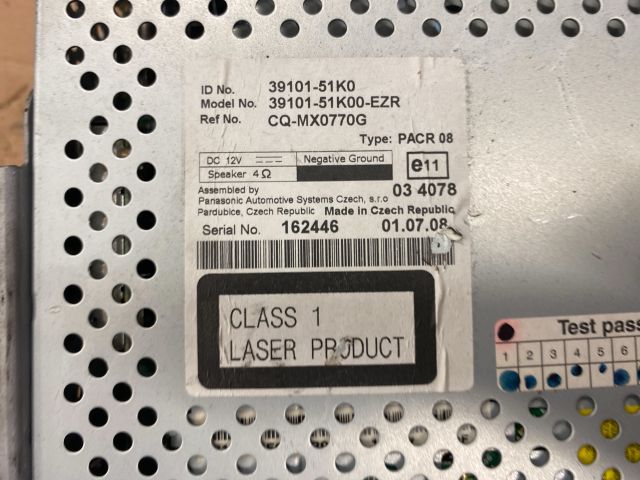 ID No. 39101-51K0
Model No. 39101-51K00-EZR
Ref No. CQ-MX0770G
Type: PACR 08
DC 12V Negative Ground
Speaker 4Ω
e11
03 4078
Assembled by
Panasonic Automotive Systems Czech, s.r.o
Pardubice, Czech Republic Made in Czech Republic
Serial No. 162446 01.07.08
CLASS 1
LASER PRODUCT
Test pass
1 2 3 4 5 6